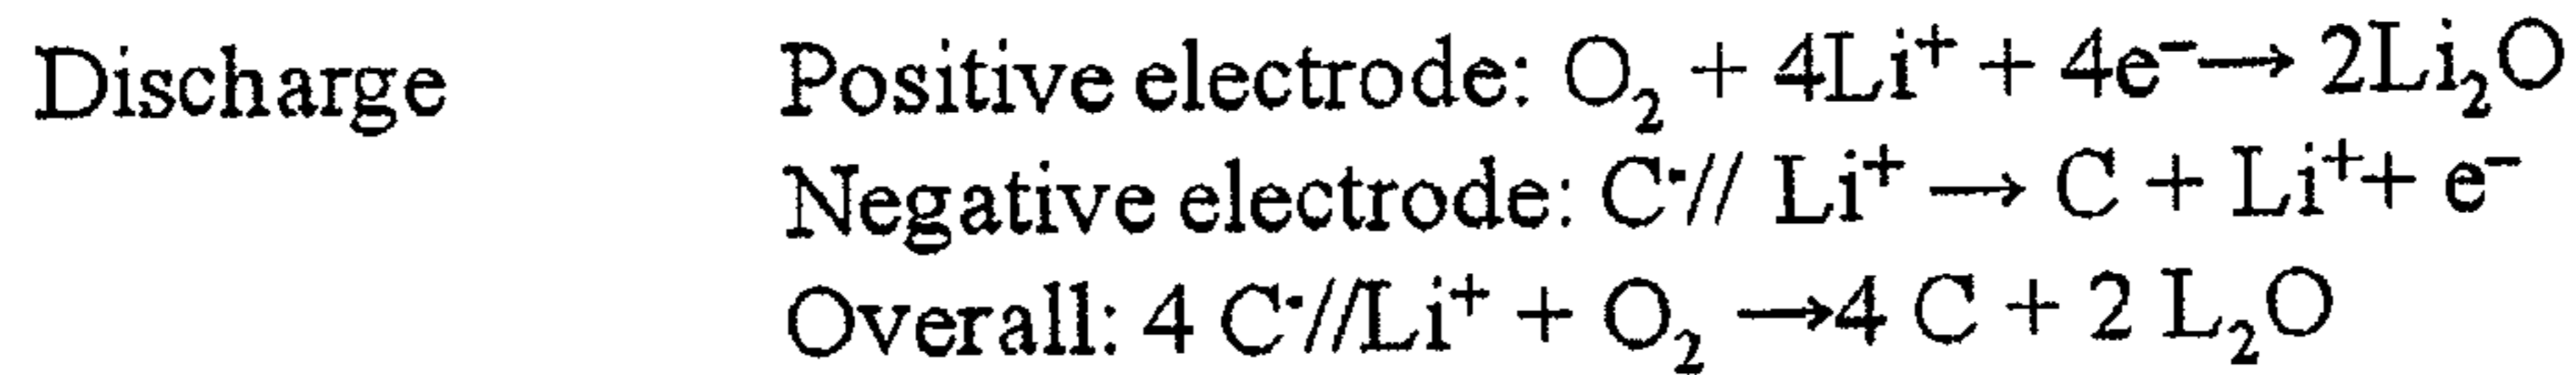 Discharge Positive electrode: O₂ + 4Li⁺ + 4e⁻→ 2Li₂O
Negative electrode: C⁻// Li⁺ → C + Li⁺+ e⁻
Overall: 4 C⁻//Li⁺ + O₂ →4 C + 2 L₂O